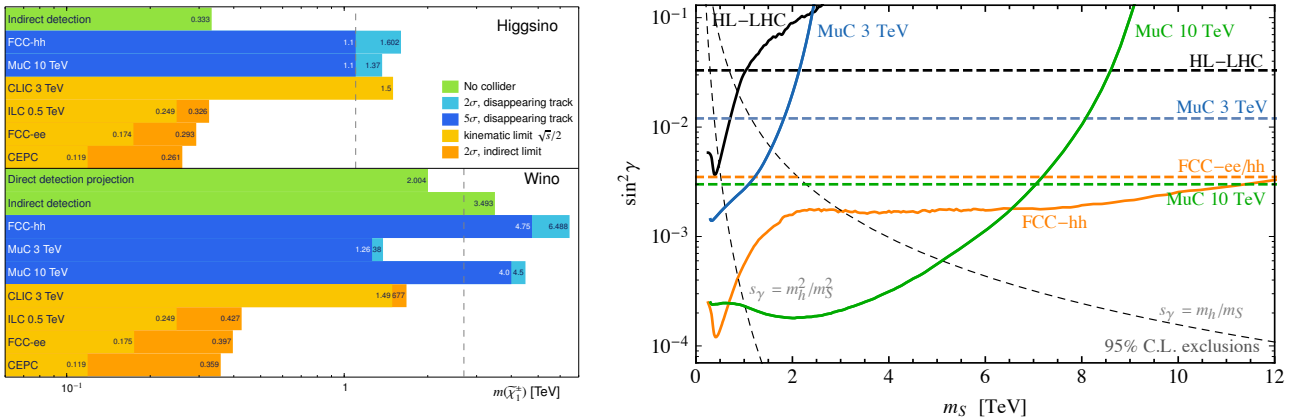 Indirect detection 0.333 Higgsino
FCC-hh 1.1 1.602
MuC 10 TeV 1.1 1.37
CLIC 3 TeV 1.5
ILC 0.5 TeV 0.249 0.326
FCC-ee 0.174 0.293
CEPC 0.119 0.261
No collider
2σ, disappearing track
5σ, disappearing track
kinematic limit √s/2
2σ, indirect limit
Direct detection projection 2.004 Wino
Indirect detection 3.493
FCC-hh 4.75 6.488
MuC 3 TeV 1.26 38
MuC 10 TeV 4.0 4.5
CLIC 3 TeV 1.49 677
ILC 0.5 TeV 0.249 0.427
FCC-ee 0.175 0.397
CEPC 0.119 0.359
10⁻¹ 1 m(χ̃₁^±) [TeV]
10⁻¹
10⁻²
10⁻³
10⁻⁴
sin² γ
HL-LHC
MuC 3 TeV
MuC 10 TeV
HL-LHC
MuC 3 TeV
FCC-ee/hh
MuC 10 TeV
FCC-hh
s_γ = m_h²/m_S²
s_γ = m_h/m_S
95% C.L. exclusions
0 2 4 6 8 10 12
m_S [TeV]